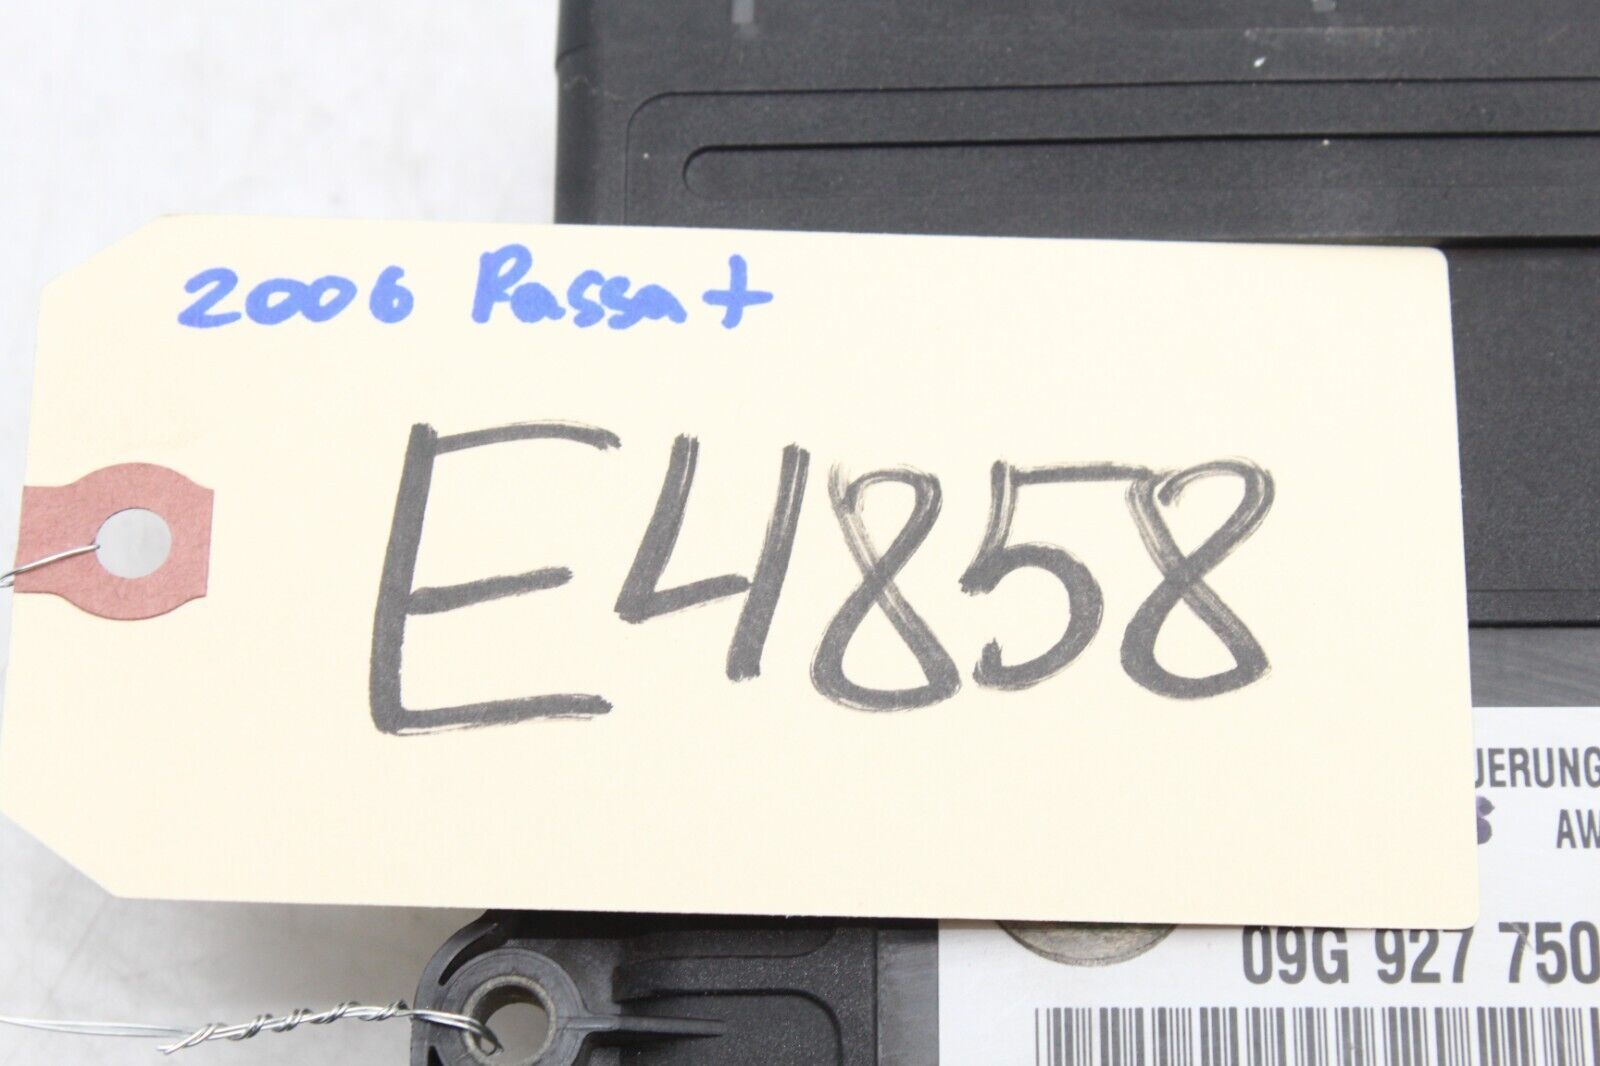 2006 Passat
E4858
UERUNG
AW
09G 927 750